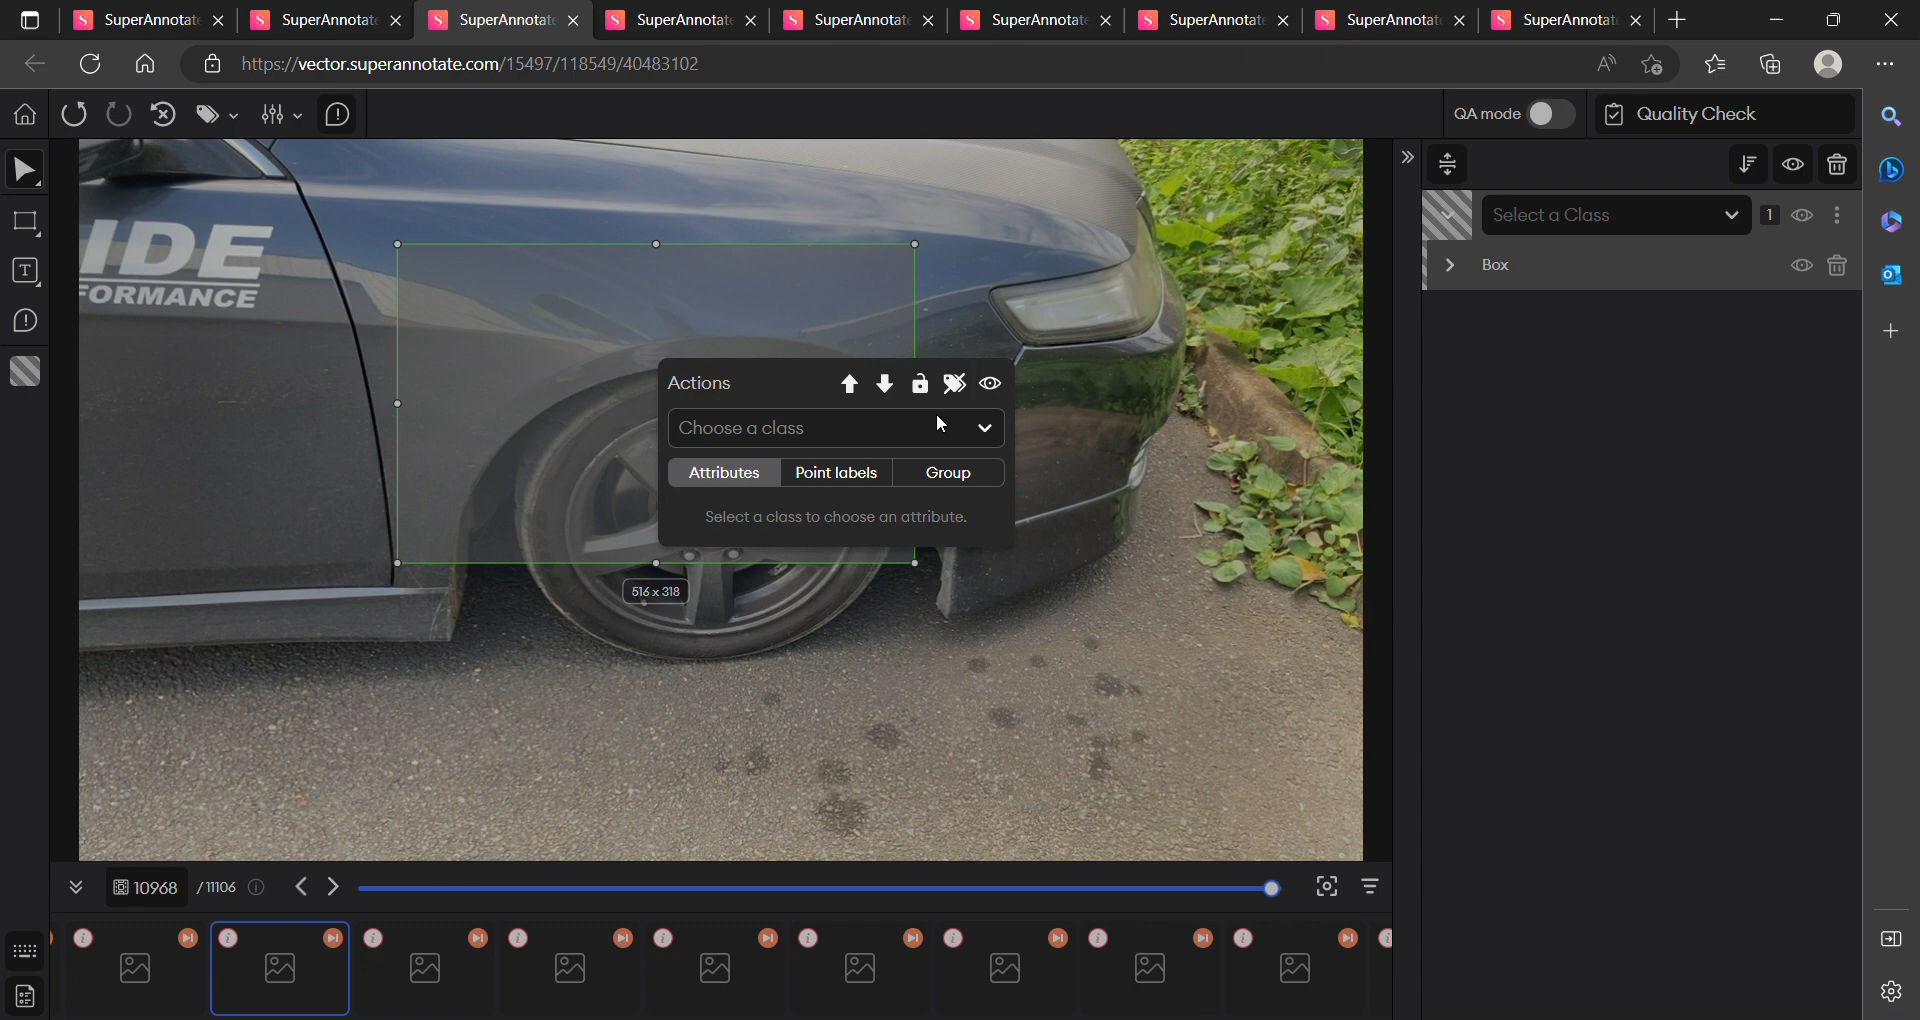 SuperAnnotat SuperAnnotat SuperAnnotat SuperAnnotat SuperAnnotat SuperAnnotat SuperAnnotat SuperAnnotat SuperAnnotat
https://vector.superannotate.com/15497/118549/40483102
QA mode
Quality Check
Select a Class
1
Box
IDE
FORMANCE
Actions
Choose a class
Attributes Point labels Group
Select a class to choose an attribute.
516 x 318
10968 /11106